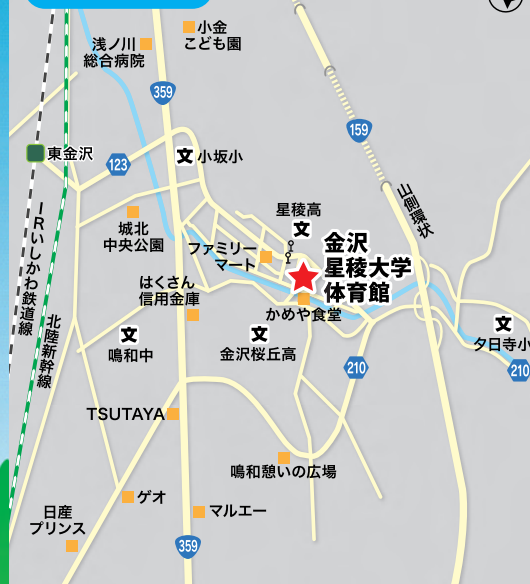 小金
こども園
浅ノ川
総合病院
359
159
東金沢
123
小坂小
山側環状
星稜高
城北
中央公園
ファミリー
マート
金沢
星稜大学
体育館
IRいしかわ鉄道線
はくさん
信用金庫
かめや食堂
北陸新幹線
鳴和中
金沢桜丘高
夕日寺小
210
210
TSUTAYA
鳴和憩いの広場
ゲオ
日産
プリンス
マルエー
359